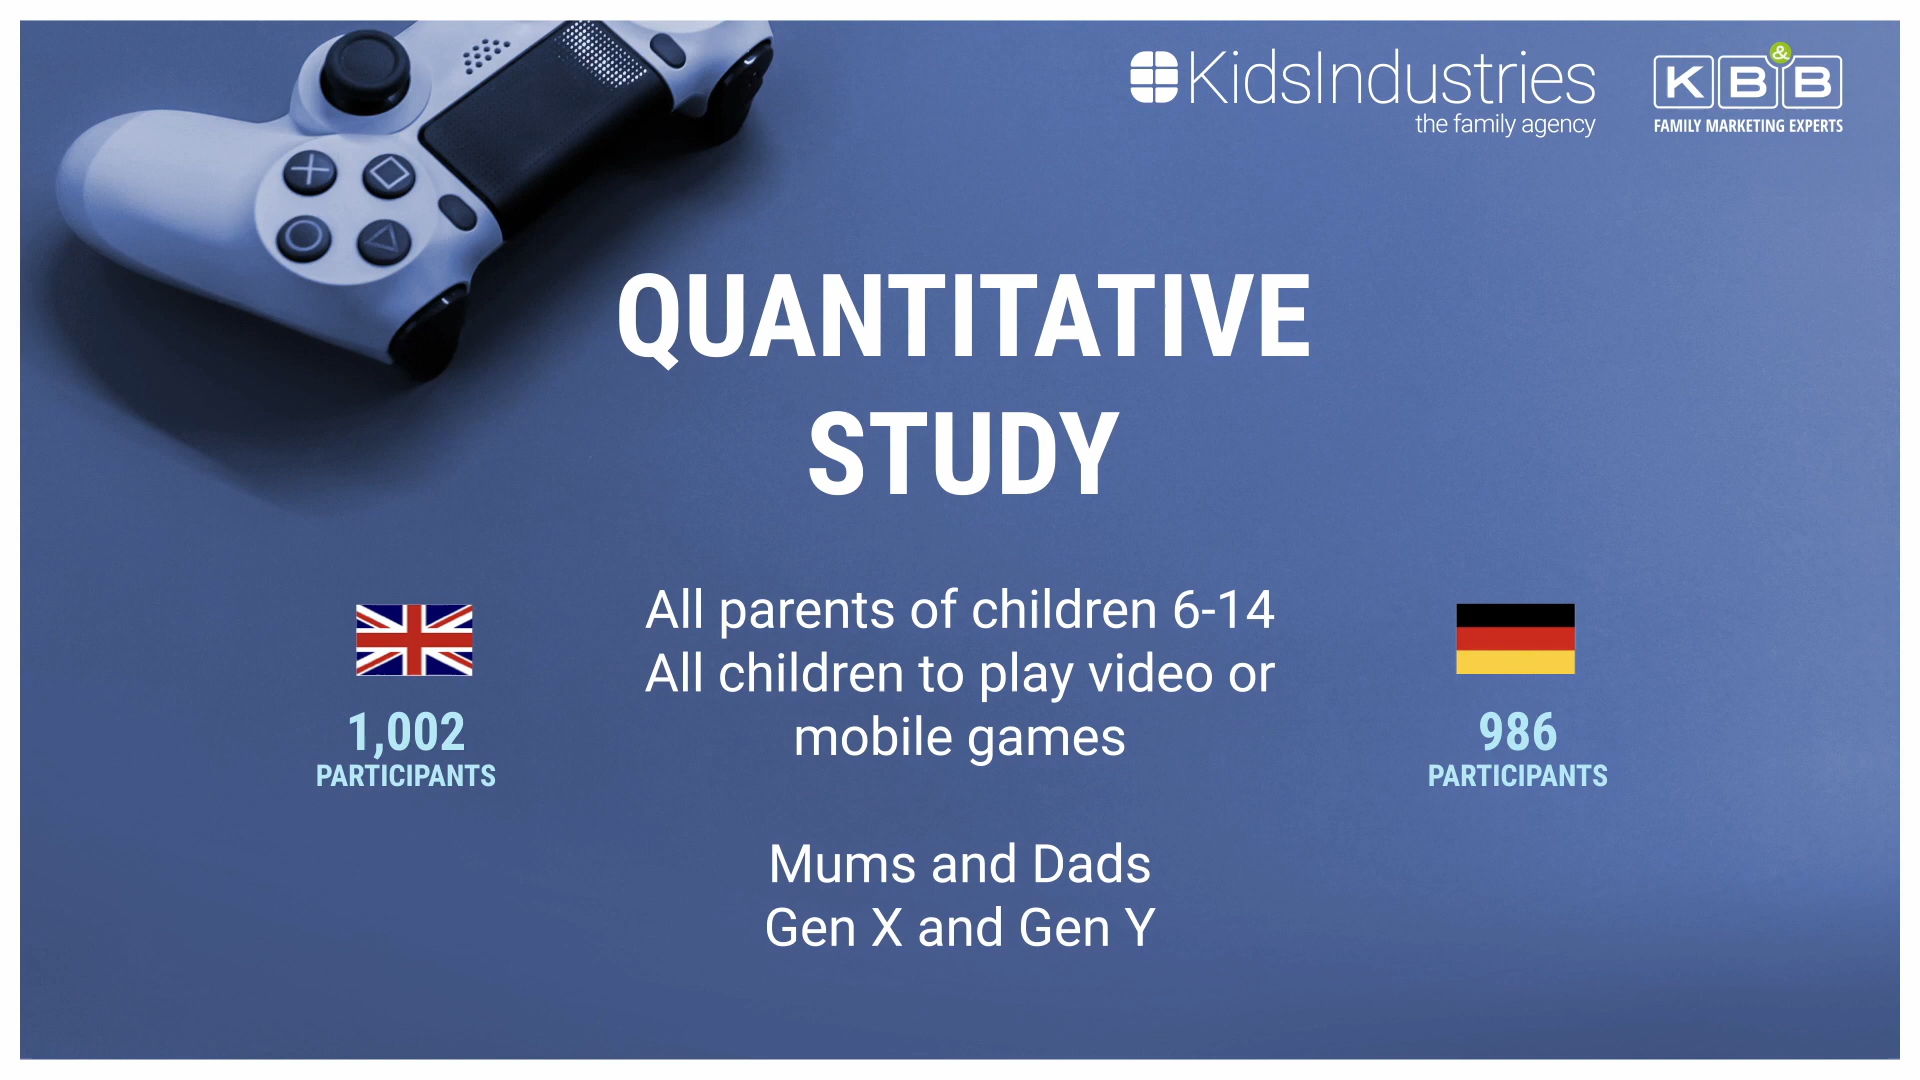 KidsIndustries
the family agency
K B & B
FAMILY MARKETING EXPERTS
QUANTITATIVE
STUDY
All parents of children 6-14
All children to play video or
mobile games
1,002
PARTICIPANTS
986
PARTICIPANTS
Mums and Dads
Gen X and Gen Y